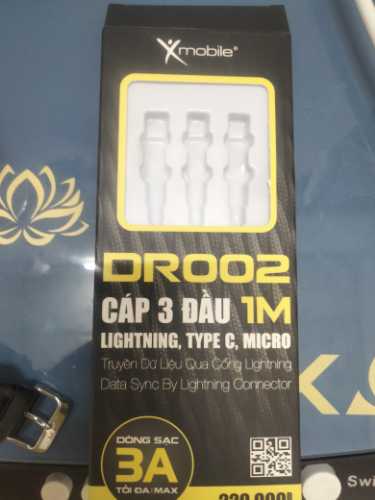 Xmobile®
DR002
CÁP 3 ĐẦU 1M
LIGHTNING, TYPE C, MICRO
Truyền Dữ Liệu Qua Cổng Lightning
Data Sync By Lightning Connector
DÒNG SẠC
3A
TỐI ĐA/MAX
Swi